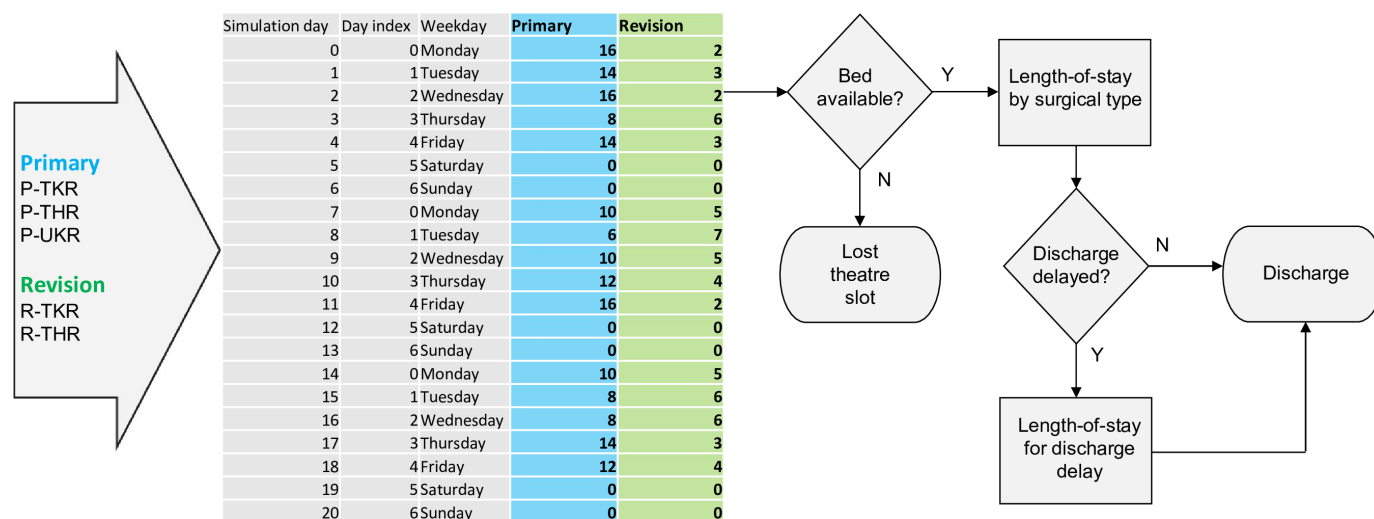 Primary
P-TKR
P-THR
P-UKR
Revision
R-TKR
R-THR
Simulation day Day index Weekday Primary Revision
0 0 Monday 16 2
1 1 Tuesday 14 3
2 2 Wednesday 16 2
3 3 Thursday 8 6
4 4 Friday 14 3
5 5 Saturday 0 0
6 6 Sunday 0 0
7 0 Monday 10 5
8 1 Tuesday 6 7
9 2 Wednesday 10 5
10 3 Thursday 12 4
11 4 Friday 16 2
12 5 Saturday 0 0
13 6 Sunday 0 0
14 0 Monday 10 5
15 1 Tuesday 8 6
16 2 Wednesday 8 6
17 3 Thursday 14 3
18 4 Friday 12 4
19 5 Saturday 0 0
20 6 Sunday 0 0
Bed
available?
Y
N
Lost
theatre
slot
Length-of-stay
by surgical type
Discharge
delayed?
N
Y
Discharge
Length-of-stay
for discharge
delay